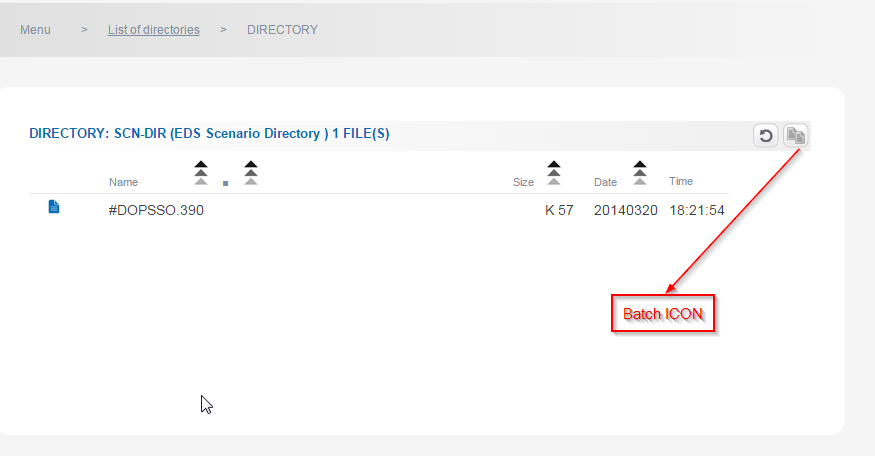 Menu > List of directories > DIRECTORY
DIRECTORY: SCN-DIR (EDS Scenario Directory ) 1 FILE(S)
Name . Size Date Time
#DOPSSO.390 K 57 20140320 18:21:54
Batch ICON